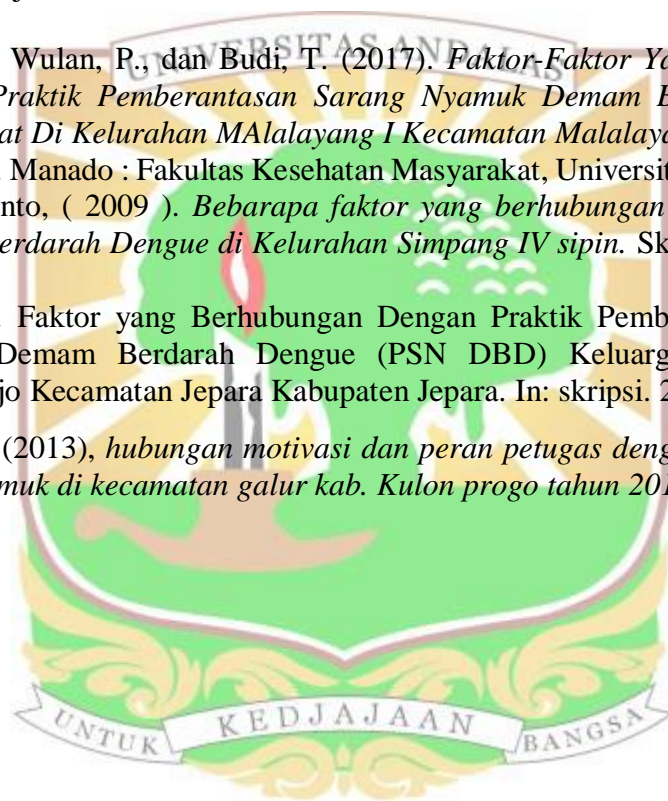 UNIVERSITAS ANDALAS
Wulan, P., dan Budi, T. (2017). Faktor-Faktor Ya
Praktik Pemberantasan Sarang Nyamuk Demam B
at Di Kelurahan MAlalayang I Kecamatan Malalaya
Manado : Fakultas Kesehatan Masyarakat, Universit
nto, ( 2009 ). Bebarapa faktor yang berhubungan
erdarah Dengue di Kelurahan Simpang IV sipin. Sk
Faktor yang Berhubungan Dengan Praktik Pemb
Demam Berdarah Dengue (PSN DBD) Keluarg
jo Kecamatan Jepara Kabupaten Jepara. In: skripsi. 2
(2013), hubungan motivasi dan peran petugas deng
muk di kecamatan galur kab. Kulon progo tahun 201
UNTUK KEDJAJAAN BANGSA